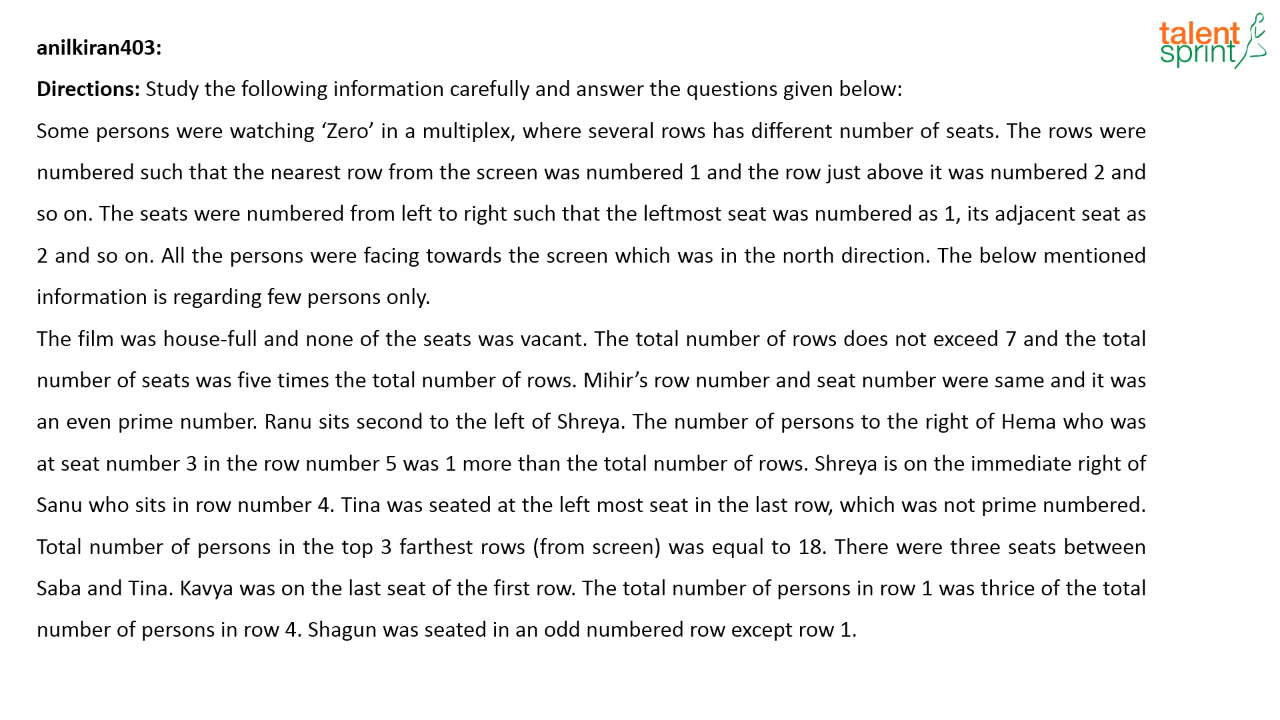 talent
sprint
anilkiran403:
Directions: Study the following information carefully and answer the questions given below:
Some persons were watching ‘Zero’ in a multiplex, where several rows has different number of seats. The rows were
numbered such that the nearest row from the screen was numbered 1 and the row just above it was numbered 2 and
so on. The seats were numbered from left to right such that the leftmost seat was numbered as 1, its adjacent seat as
2 and so on. All the persons were facing towards the screen which was in the north direction. The below mentioned
information is regarding few persons only.
The film was house-full and none of the seats was vacant. The total number of rows does not exceed 7 and the total
number of seats was five times the total number of rows. Mihir’s row number and seat number were same and it was
an even prime number. Ranu sits second to the left of Shreya. The number of persons to the right of Hema who was
at seat number 3 in the row number 5 was 1 more than the total number of rows. Shreya is on the immediate right of
Sanu who sits in row number 4. Tina was seated at the left most seat in the last row, which was not prime numbered.
Total number of persons in the top 3 farthest rows (from screen) was equal to 18. There were three seats between
Saba and Tina. Kavya was on the last seat of the first row. The total number of persons in row 1 was thrice of the total
number of persons in row 4. Shagun was seated in an odd numbered row except row 1.